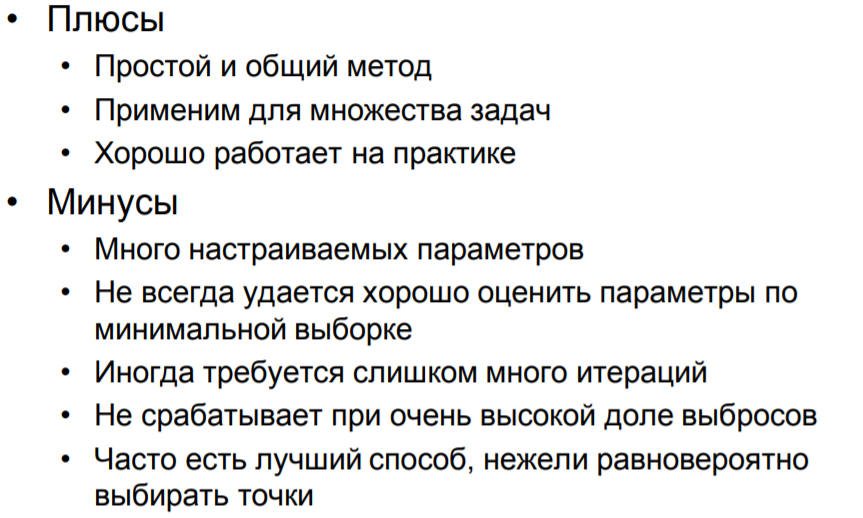 • Плюсы
• Простой и общий метод
• Применим для множества задач
• Хорошо работает на практике
• Минусы
• Много настраиваемых параметров
• Не всегда удается хорошо оценить параметры по
минимальной выборке
• Иногда требуется слишком много итераций
• Не срабатывает при очень высокой доле выбросов
• Часто есть лучший способ, нежели равновероятно
выбирать точки